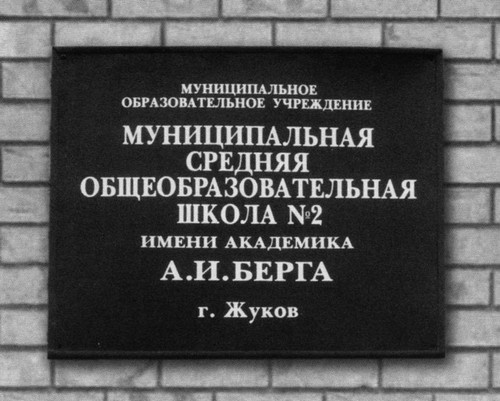 МУНИЦИПАЛЬНОЕ
ОБРАЗОВАТЕЛЬНОЕ УЧРЕЖДЕНИЕ
МУНИЦИПАЛЬНАЯ
СРЕДНЯЯ
ОБЩЕОБРАЗОВАТЕЛЬНАЯ
ШКОЛА №2
ИМЕНИ АКАДЕМИКА
А.И.БЕРГА
г. Жуков